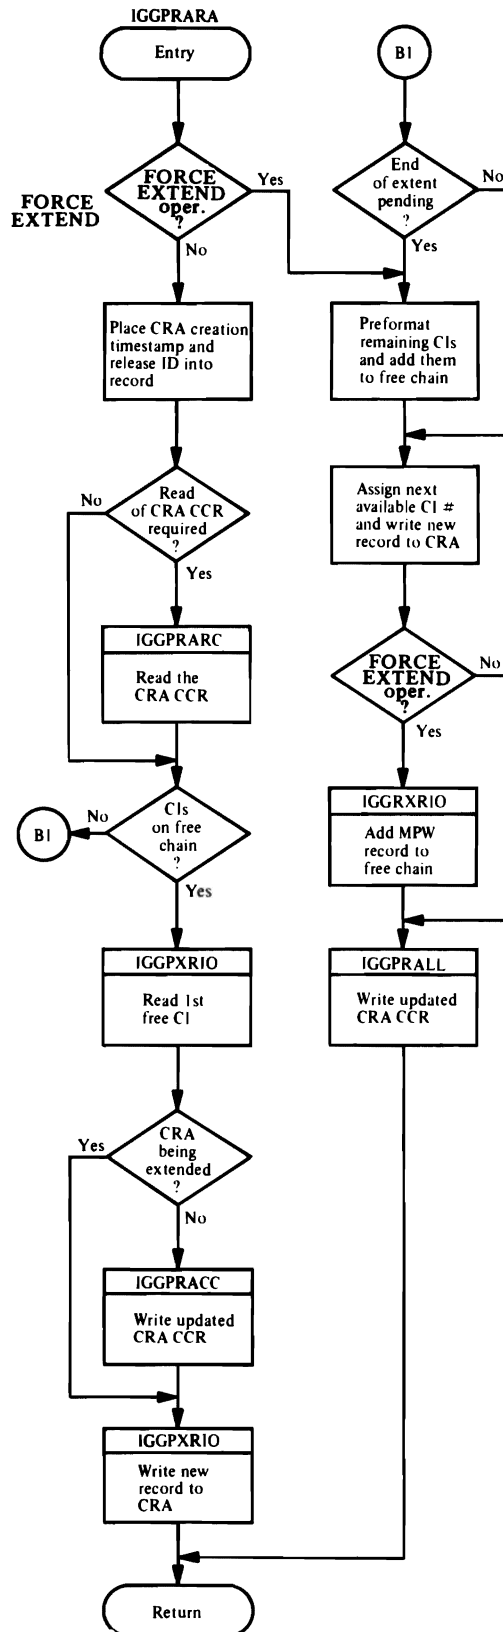 IGGPRARA
Entry
FORCE
EXTEND
FORCE
EXTEND
oper.
?
Yes
No
Place CRA creation
timestamp and
release ID into
record
Read
of CRA CCR
required
?
No
Yes
IGGPRARC
Read the
CRA CCR
CIs
on free
chain
?
No
B1
Yes
IGGPXRIO
Read 1st
free CI
CRA
being
extended
?
Yes
No
IGGPRACC
Write updated
CRA CCR
IGGPXRIO
Write new
record to
CRA
Return
B1
End
of extent
pending
?
No
Yes
Preformat
remaining CIs
and add them
to free chain
Assign next
available CI #
and write new
record to CRA
FORCE
EXTEND
oper.
?
No
Yes
IGGRXRIO
Add MPW
record to
free chain
IGGPRALL
Write updated
CRA CCR